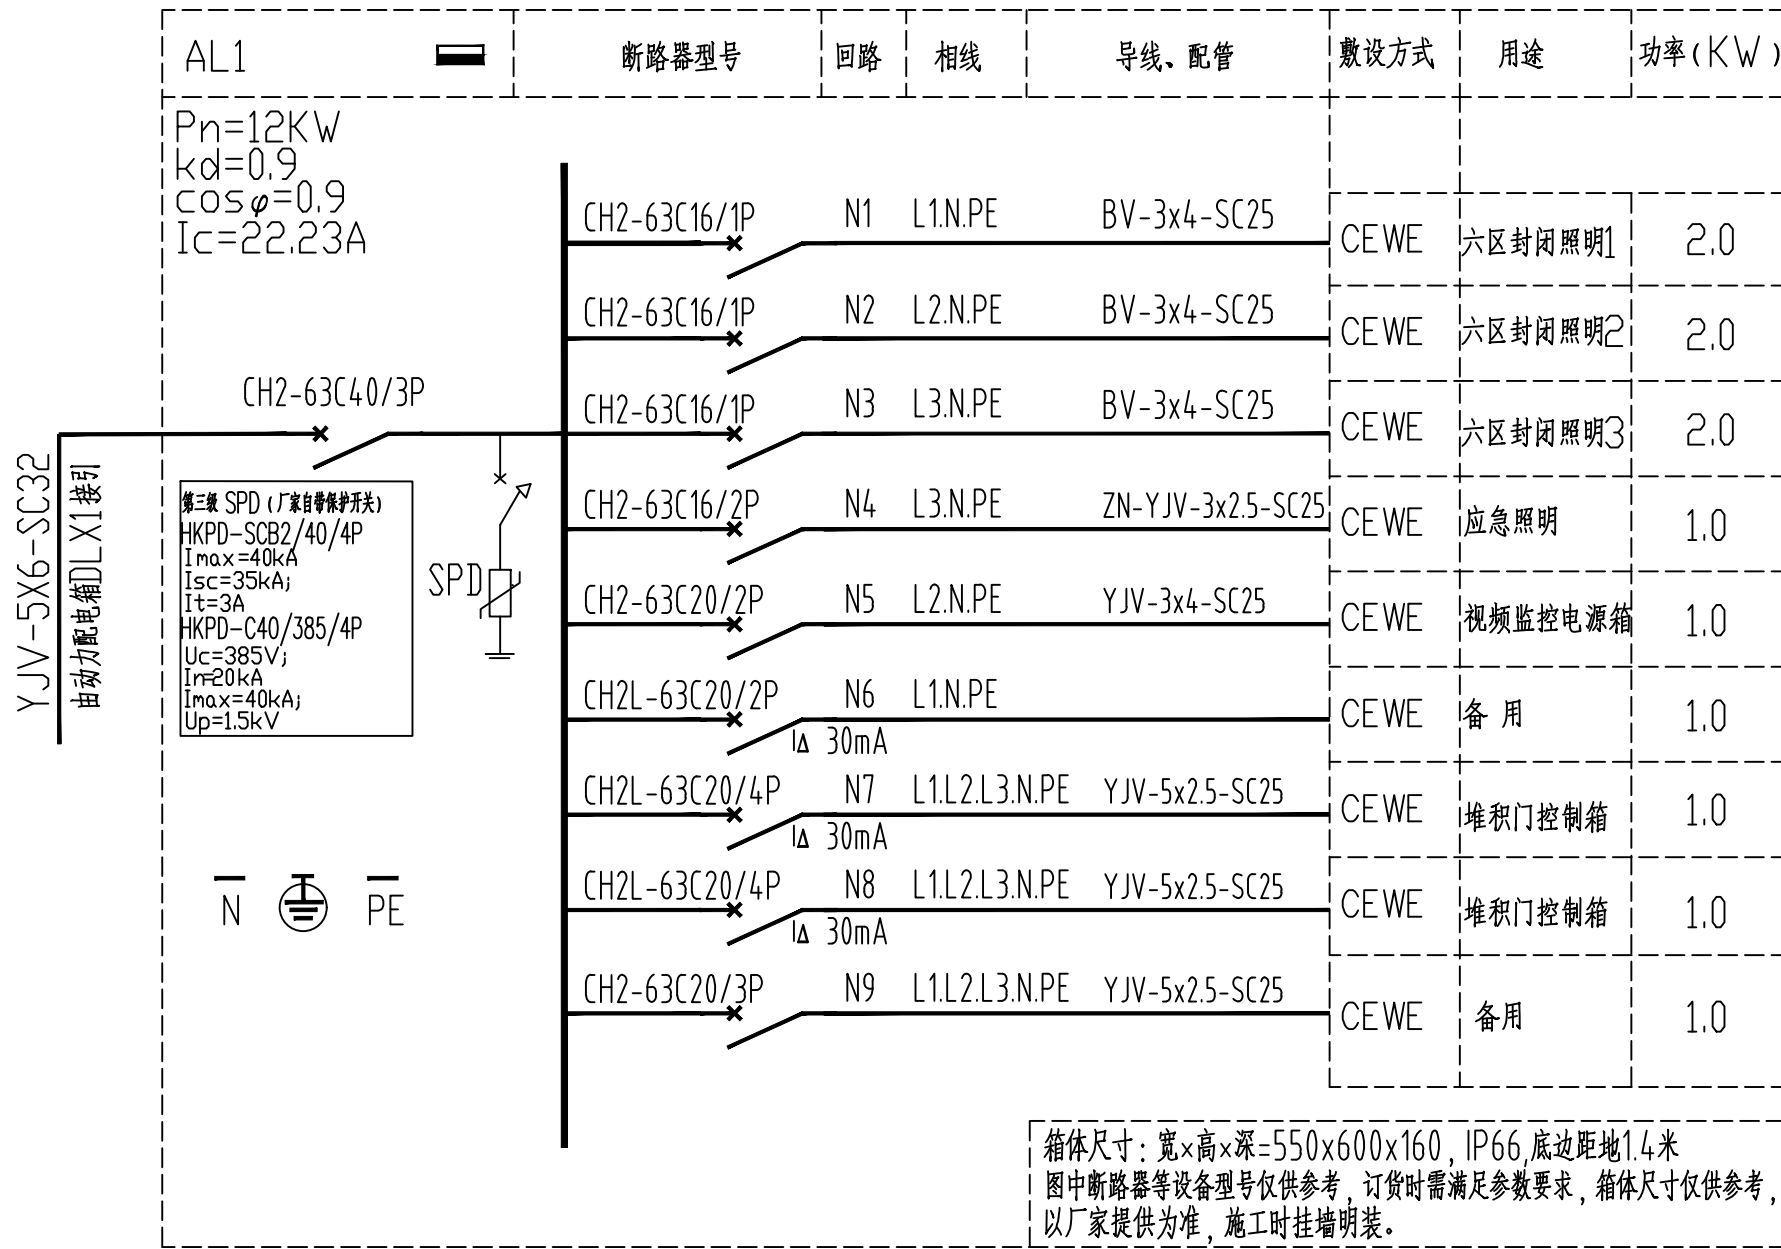 AL1 断路器型号 回路 相线 导线、配管 敷设方式 用途 功率(KW)
Pn=12KW
kd=0.9
cosφ=0.9
Ic=22.23A
CH2-63C16/1P N1 L1.N.PE BV-3x4-SC25 CEWE 六区封闭照明1 2.0
CH2-63C16/1P N2 L2.N.PE BV-3x4-SC25 CEWE 六区封闭照明2 2.0
CH2-63C40/3P
CH2-63C16/1P N3 L3.N.PE BV-3x4-SC25 CEWE 六区封闭照明3 2.0
YJV-5X6-SC32
由动力配电箱DLX1接引
第三级 SPD(厂家自带保护开关)
HKPD-SCB2/40/4P
Imax=40kA
Isc=35kA;
It=3A
HKPD-C40/385/4P
Uc=385V;
In=20kA
Imax=40kA;
Up=1.5kV
SPD
CH2-63C16/2P N4 L3.N.PE ZN-YJV-3x2.5-SC25 CEWE 应急照明 1.0
CH2-63C20/2P N5 L2.N.PE YJV-3x4-SC25 CEWE 视频监控电源箱 1.0
CH2L-63C20/2P N6 L1.N.PE CEWE 备 用 1.0
IΔ 30mA
CH2L-63C20/4P N7 L1.L2.L3.N.PE YJV-5x2.5-SC25 CEWE 堆积门控制箱 1.0
IΔ 30mA
CH2L-63C20/4P N8 L1.L2.L3.N.PE YJV-5x2.5-SC25 CEWE 堆积门控制箱 1.0
IΔ 30mA
N PE
CH2-63C20/3P N9 L1.L2.L3.N.PE YJV-5x2.5-SC25 CEWE 备用 1.0
箱体尺寸：宽x高x深=550x600x160, IP66,底边距地1.4米
图中断路器等设备型号仅供参考, 订货时需满足参数要求, 箱体尺寸仅供参考,
以厂家提供为准, 施工时挂墙明装。